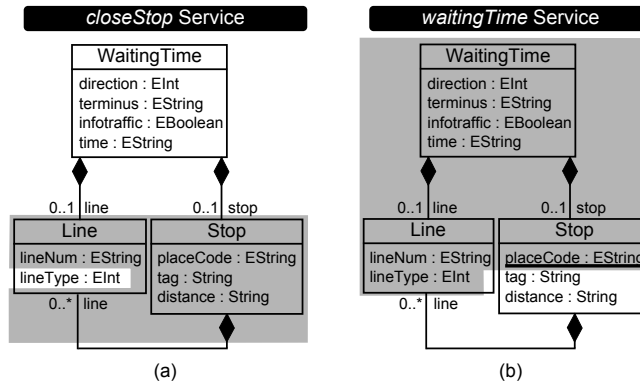 closeStop Service
WaitingTime
direction : EInt
terminus : EString
infotraffic : EBoolean
time : EString
0..1 line
0..1 stop
Line
lineNum : EString
lineType : EInt
Stop
placeCode : EString
tag : String
distance : String
0..* line
(a)
waitingTime Service
WaitingTime
direction : EInt
terminus : EString
infotraffic : EBoolean
time : EString
0..1 line
0..1 stop
Line
lineNum : EString
lineType : EInt
Stop
placeCode : EString
tag : String
distance : String
0..* line
(b)